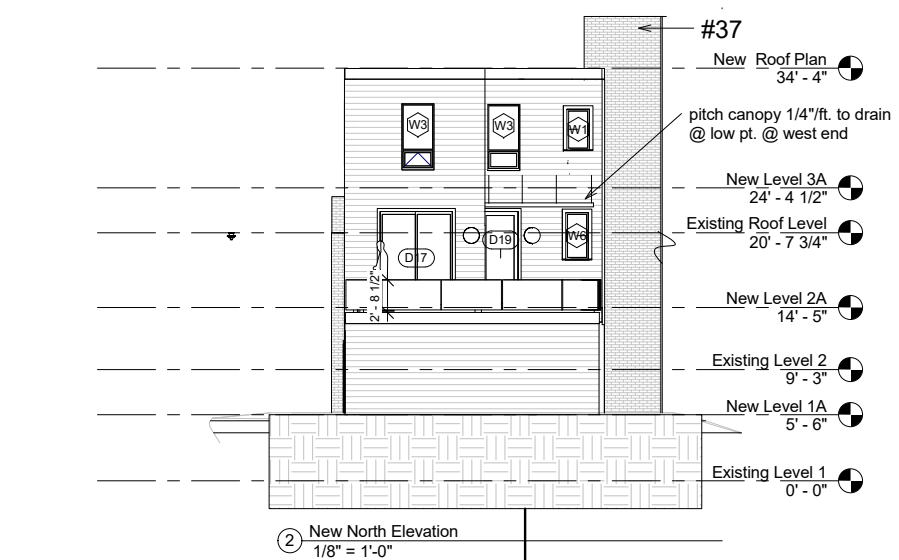 #37
New Roof Plan
34' - 4"
W3
W3
W1
pitch canopy 1/4"/ft. to drain
@ low pt. @ west end
New Level 3A
24' - 4 1/2"
Existing Roof Level
20' - 7 3/4"
D17
D19
W6
2' - 8 1/2"
New Level 2A
14' - 5"
Existing Level 2
9' - 3"
New Level 1A
5' - 6"
Existing Level 1
0' - 0"
2
New North Elevation
1/8" = 1'-0"